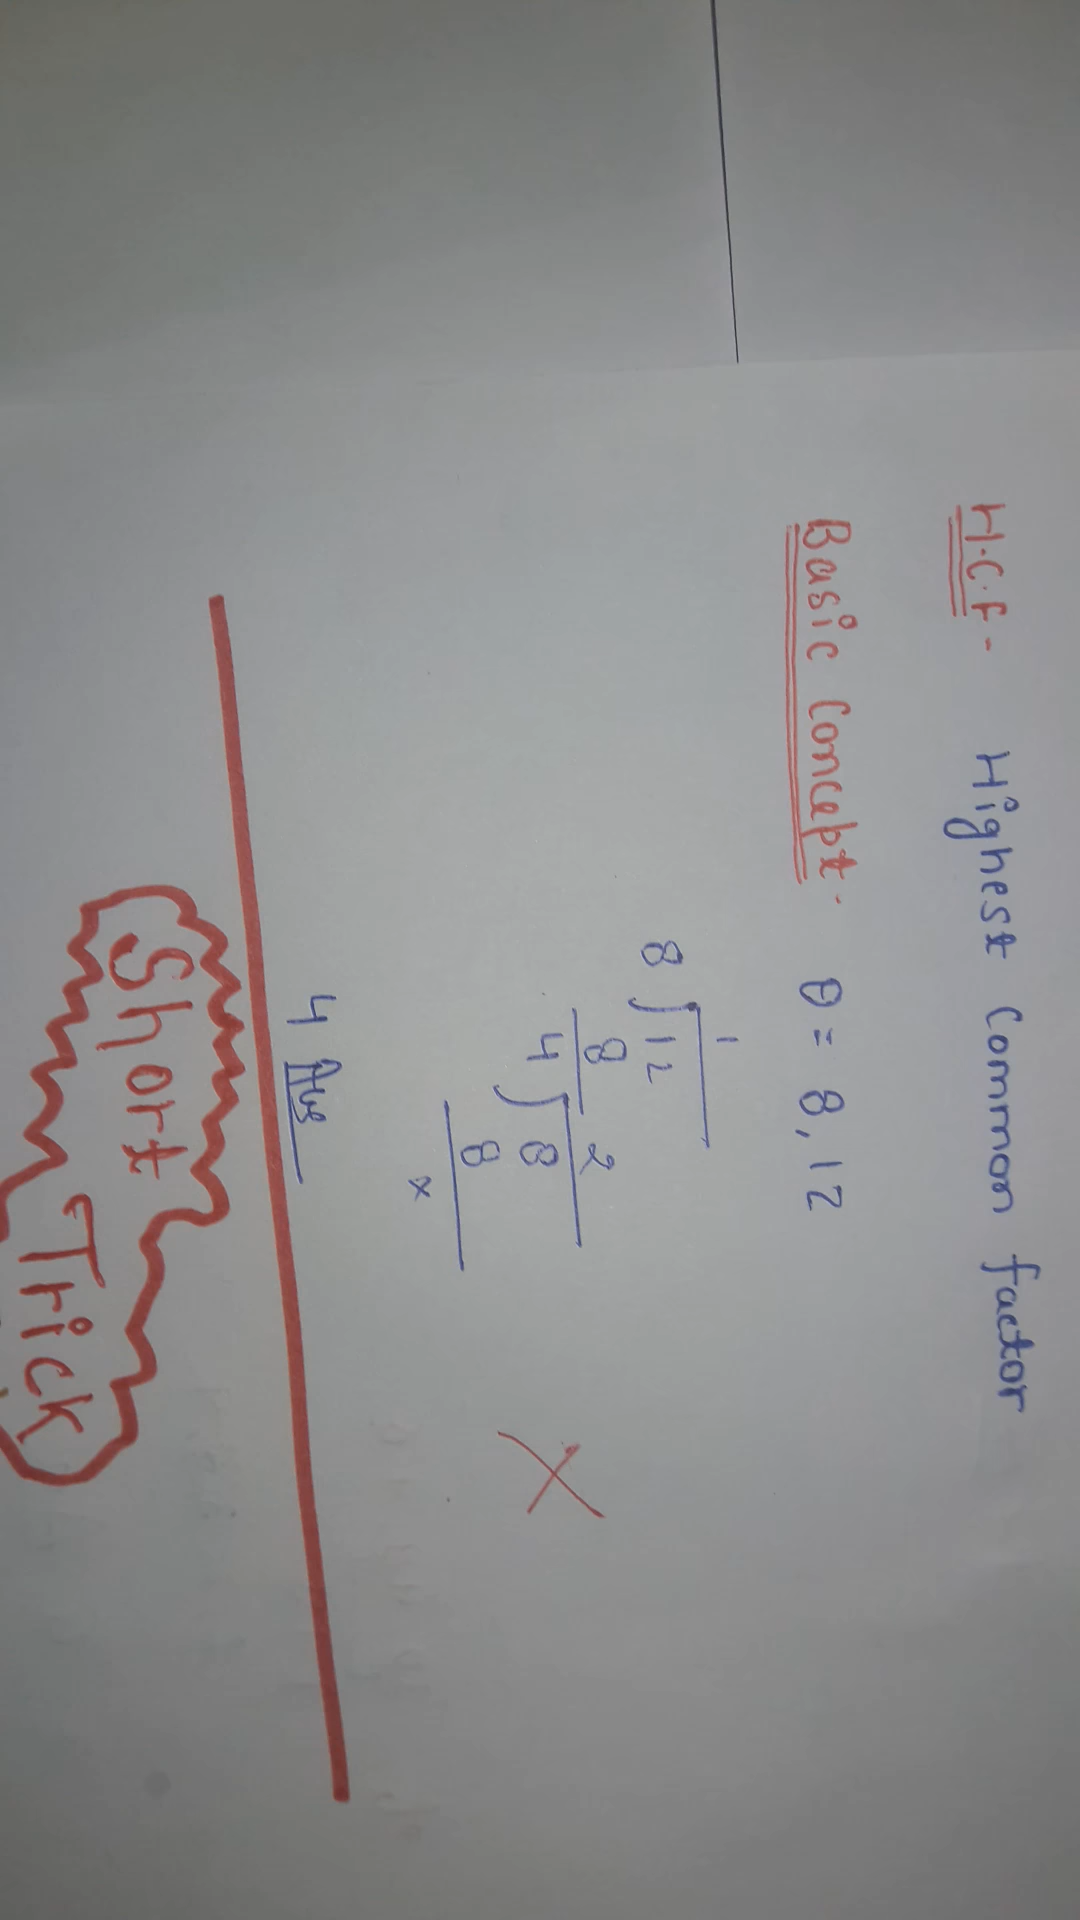 H.C.F- Highest Common factor
Basic Concept. θ = 8, 12
1
8 ) 12
8
2
4 ) 8
8
x
4 Ans
Short Trick